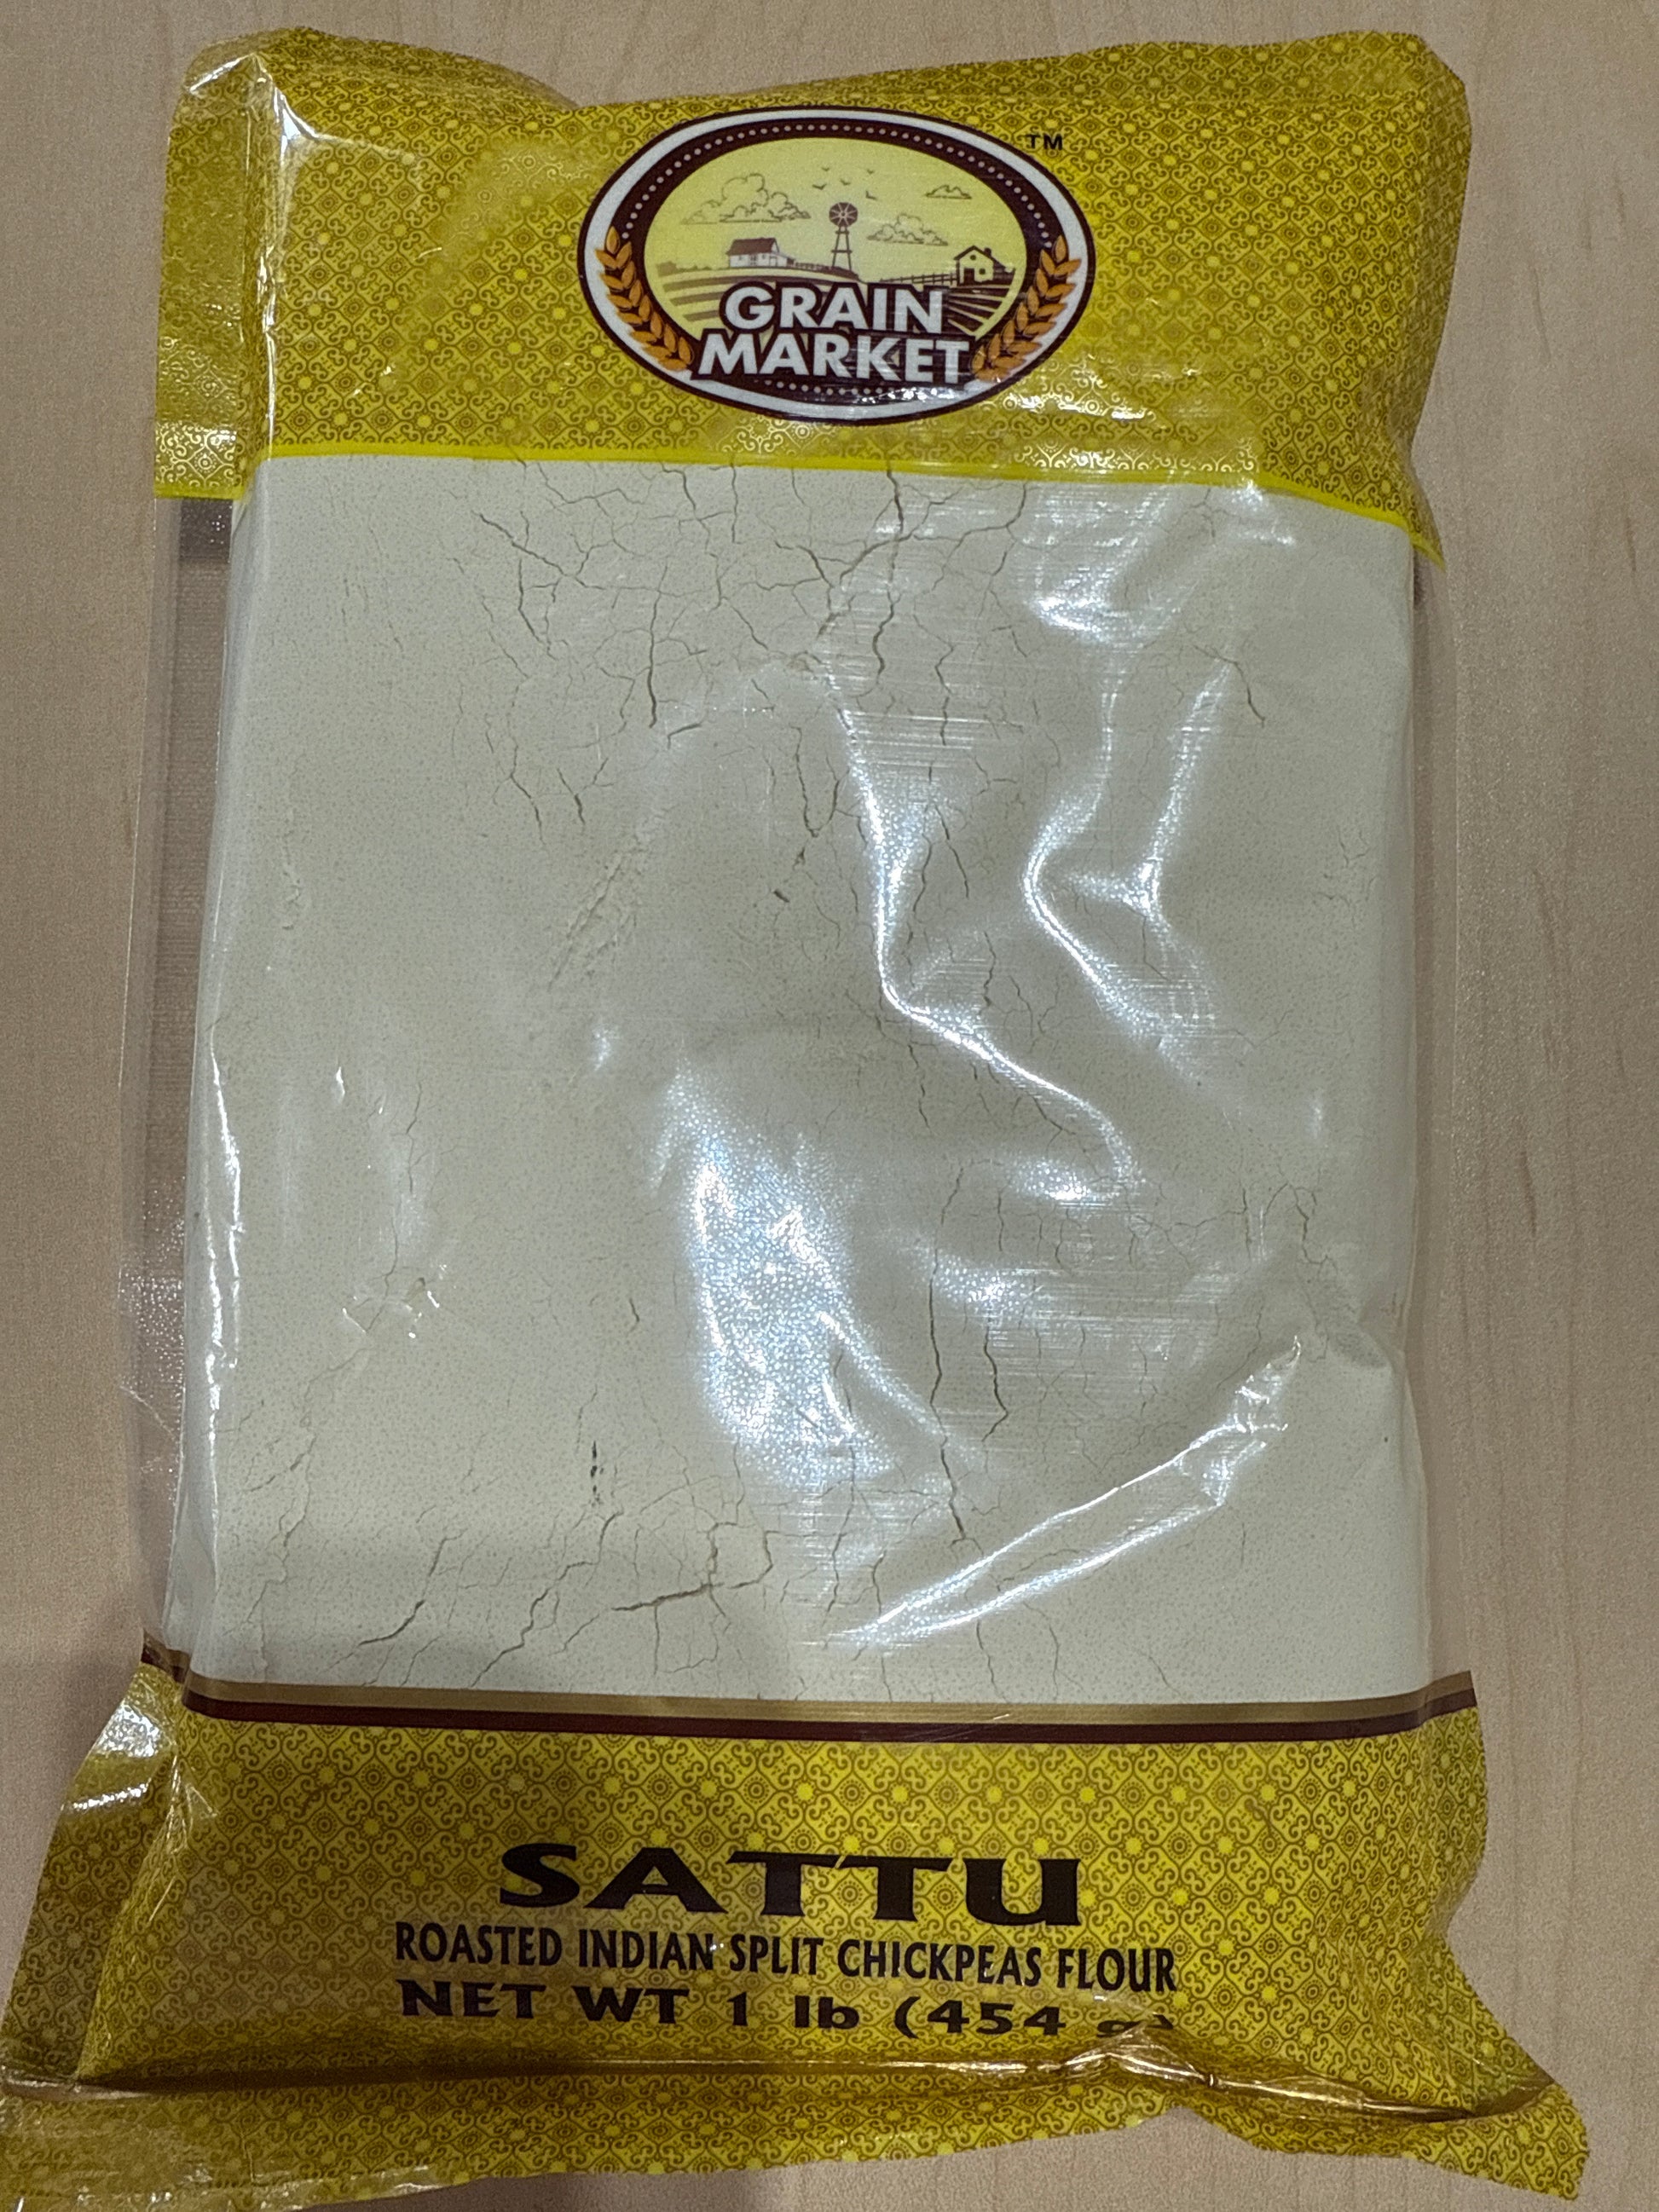 TM
GRAIN
MARKET
SATTU
ROASTED INDIAN SPLIT CHICKPEAS FLOUR
NET WT 1 lb (454 g)